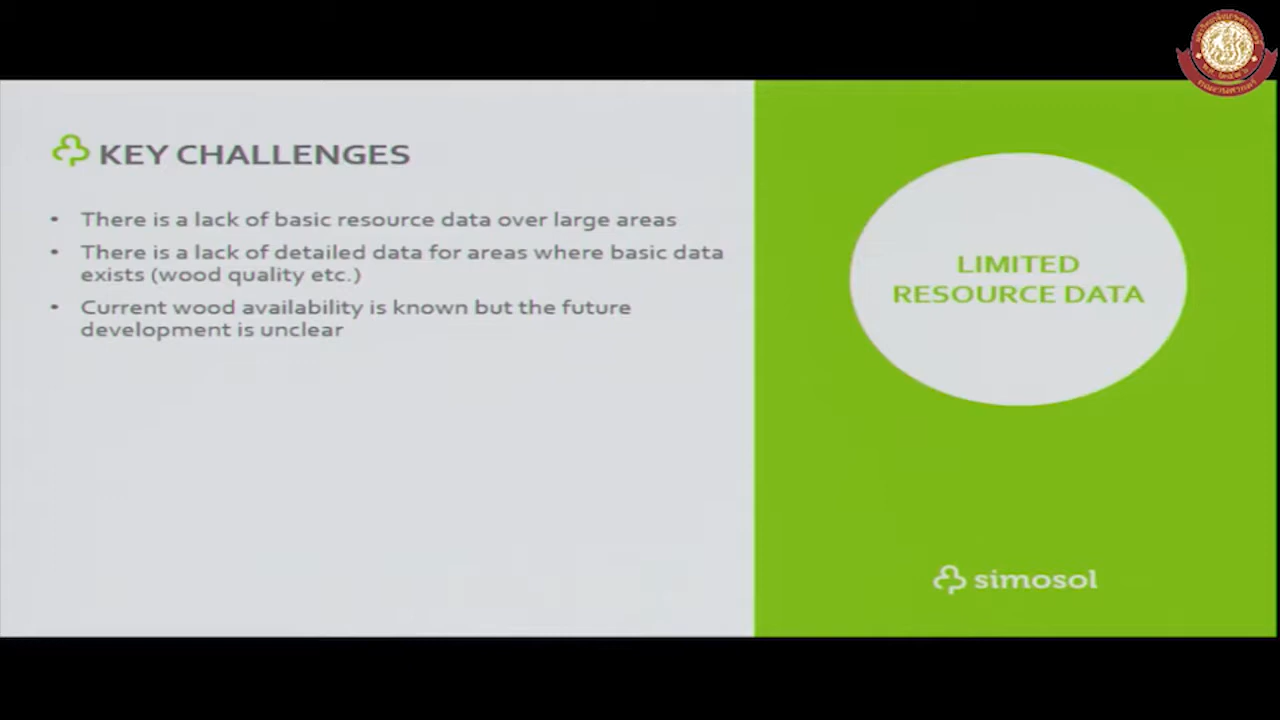 KEY CHALLENGES
• There is a lack of basic resource data over large areas
• There is a lack of detailed data for areas where basic data
exists (wood quality etc.)
• Current wood availability is known but the future
development is unclear
LIMITED
RESOURCE DATA
simosol